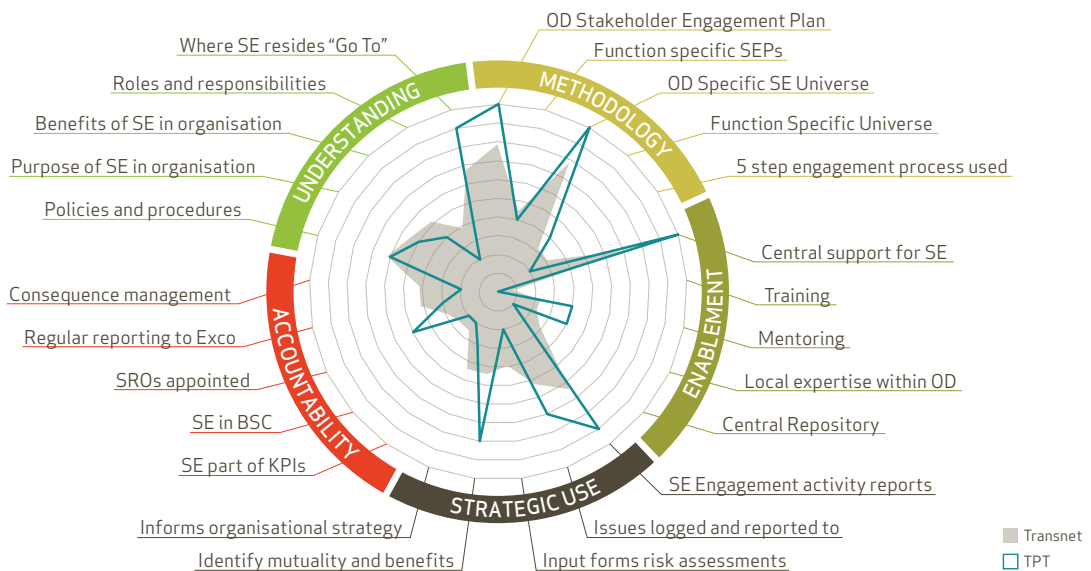 OD Stakeholder Engagement Plan
Function specific SEPs
OD Specific SE Universe
Function Specific Universe
5 step engagement process used
Central support for SE
Training
Mentoring
Local expertise within OD
Central Repository
SE Engagement activity reports
Issues logged and reported to
Input forms risk assessments
Identify mutuality and benefits
Informs organisational strategy
SE part of KPIs
SE in BSC
SROs appointed
Regular reporting to Exco
Consequence management
Policies and procedures
Purpose of SE in organisation
Benefits of SE in organisation
Roles and responsibilities
Where SE resides “Go To”
METHODOLOGY
ENABLEMENT
STRATEGIC USE
ACCOUNTABILITY
UNDERSTANDING
Transnet
TPT